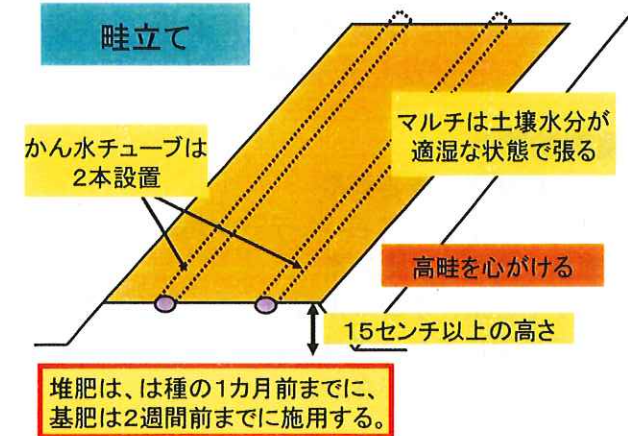 畦立て
かん水チューブは
2本設置
マルチは土壌水分が
適湿な状態で張る
高畦を心がける
15センチ以上の高さ
堆肥は、は種の1カ月前までに、
基肥は2週間前までに施用する。